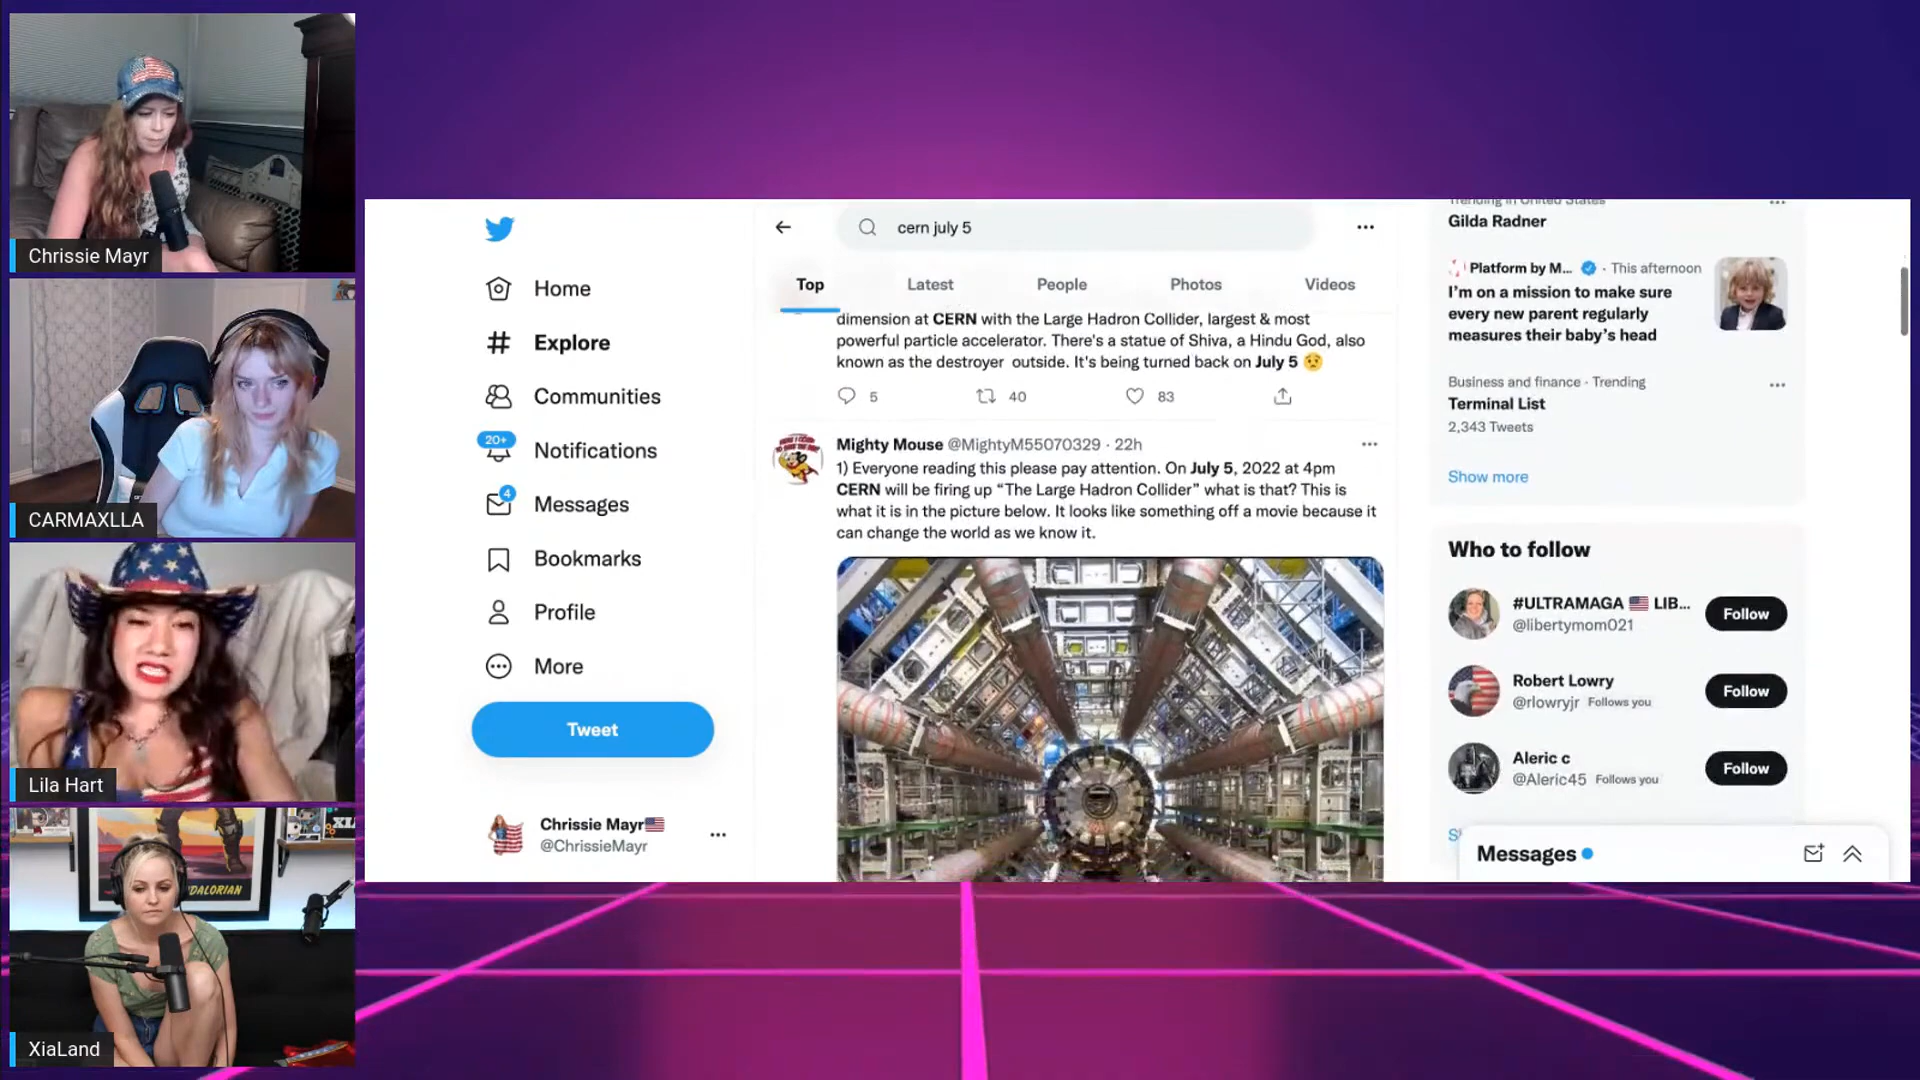 Chrissie Mayr
CARMAXLLA
Lila Hart
DALORIAN
XiaLand
Home
Explore
Communities
20+
Notifications
4
Messages
Bookmarks
Profile
More
Tweet
Chrissie Mayr
@ChrissieMayr
cern july 5
Top
Latest
People
Photos
Videos
dimension at CERN with the Large Hadron Collider, largest & most
powerful particle accelerator. There's a statue of Shiva, a Hindu God, also
known as the destroyer outside. It's being turned back on July 5 😟
5
40
83
Mighty Mouse @MightyM55070329 · 22h
1) Everyone reading this please pay attention. On July 5, 2022 at 4pm
CERN will be firing up “The Large Hadron Collider” what is that? This is
what it is in the picture below. It looks like something off a movie because it
can change the world as we know it.
Trending in United States
Gilda Radner
Platform by M... · This afternoon
I’m on a mission to make sure
every new parent regularly
measures their baby’s head
Business and finance · Trending
Terminal List
2,343 Tweets
Show more
Who to follow
#ULTRAMAGA 🇺🇸 LIB...
@libertymom021
Follow
Robert Lowry
@rlowryjr Follows you
Follow
Aleric c
@Aleric45 Follows you
Follow
Messages